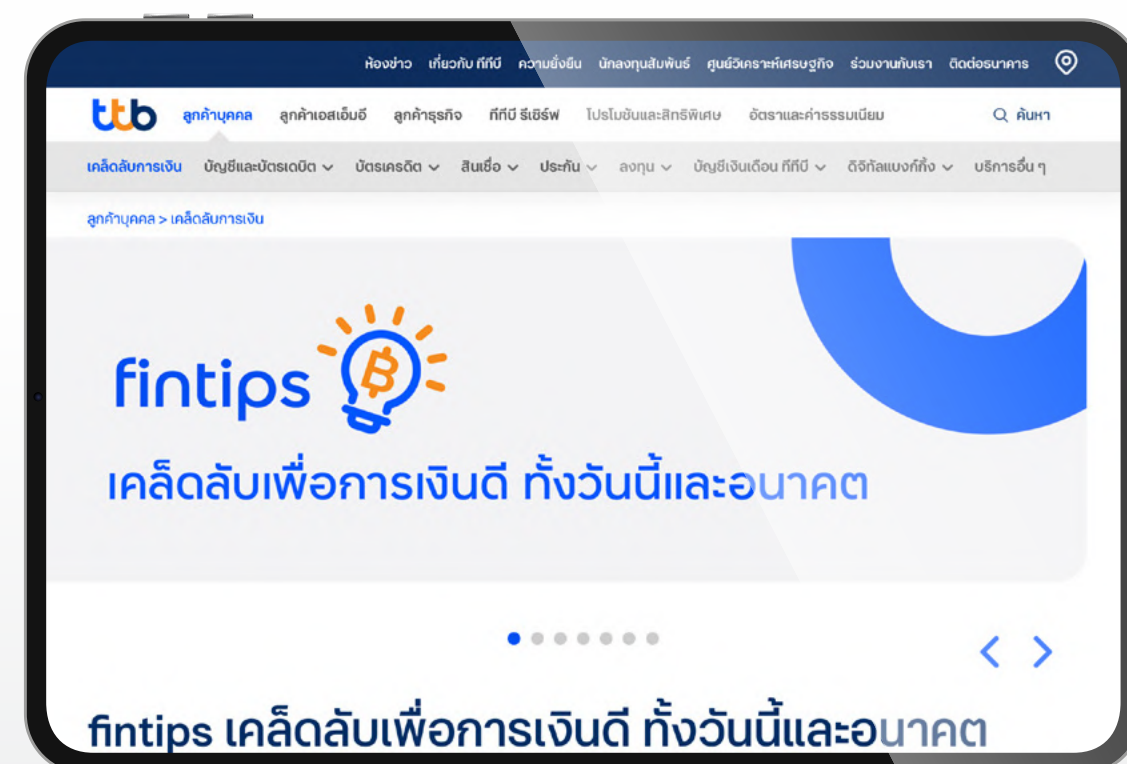 ห้องข่าว เกี่ยวกับ ทีทีบี ความยั่งยืน นักลงทุนสัมพันธ์ ศูนย์วิเคราะห์เศรษฐกิจ ร่วมงานกับเรา ติดต่อธนาคาร
ttb ลูกค้าบุคคล ลูกค้าเอสเอ็มอี ลูกค้าธุรกิจ ทีทีบี รีเซิร์ฟ โปรโมชันและสิทธิพิเศษ อัตราและค่าธรรมเนียม ค้นหา
เคล็ดลับการเงิน บัญชีและบัตรเดบิต บัตรเครดิต สินเชื่อ ประกัน ลงทุน บัญชีเงินเดือน ทีทีบี ดิจิทัลแบงก์กิ้ง บริการอื่น ๆ
ลูกค้าบุคคล > เคล็ดลับการเงิน
fintips ฿
เคล็ดลับเพื่อการเงินดี ทั้งวันนี้และอนาคต
fintips เคล็ดลับเพื่อการเงินดี ทั้งวันนี้และอนาคต